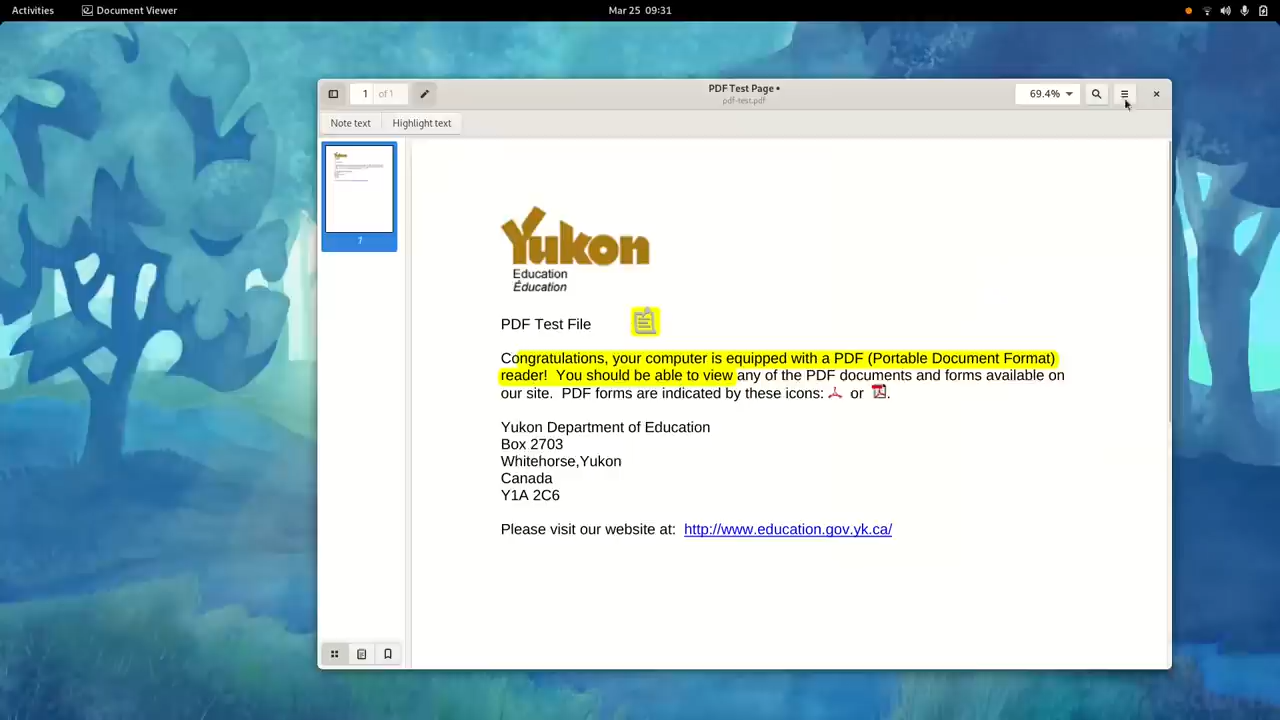 Activities
Document Viewer
Mar 25 09:31
1 of 1
PDF Test Page •
pdf-test.pdf
69.4%
Note text
Highlight text
1
Yukon
Education
Éducation
PDF Test File
Congratulations, your computer is equipped with a PDF (Portable Document Format)
reader! You should be able to view any of the PDF documents and forms available on
our site. PDF forms are indicated by these icons: or .
Yukon Department of Education
Box 2703
Whitehorse,Yukon
Canada
Y1A 2C6
Please visit our website at: http://www.education.gov.yk.ca/